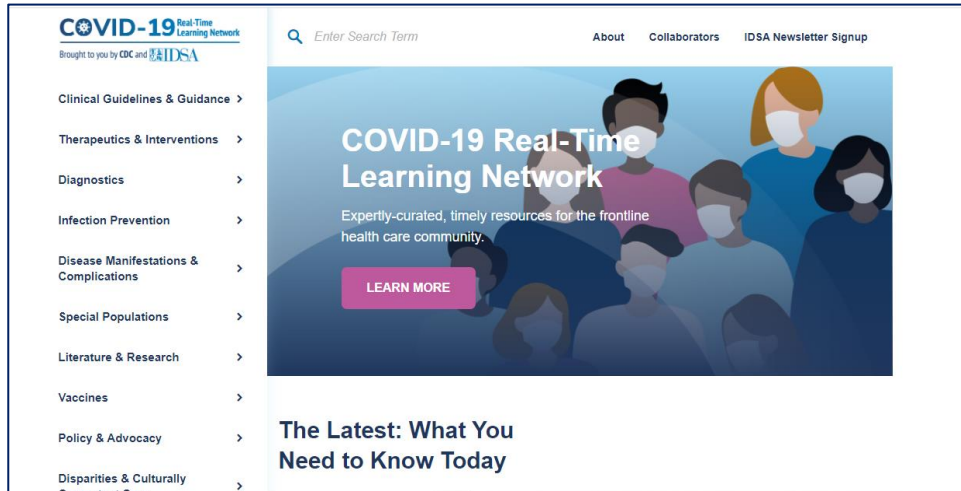 COVID-19 Real-Time
Learning Network
Brought to you by CDC and IDSA
Enter Search Term
About Collaborators IDSA Newsletter Signup
Clinical Guidelines & Guidance >
Therapeutics & Interventions >
Diagnostics >
Infection Prevention >
Disease Manifestations &
Complications >
Special Populations >
Literature & Research >
Vaccines >
Policy & Advocacy >
Disparities & Culturally
>
COVID-19 Real-Time
Learning Network
Expertly-curated, timely resources for the frontline
health care community.
LEARN MORE
The Latest: What You
Need to Know Today